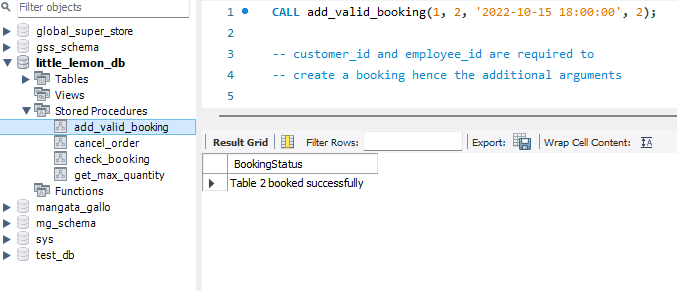 Filter objects
global_super_store
gss_schema
little_lemon_db
Tables
Views
Stored Procedures
add_valid_booking
cancel_order
check_booking
get_max_quantity
Functions
mangata_gallo
mg_schema
sys
test_db
1 CALL add_valid_booking(1, 2, '2022-10-15 18:00:00', 2);
2
3 -- customer_id and employee_id are required to
4 -- create a booking hence the additional arguments
5
Result Grid Filter Rows: Export: Wrap Cell Content:
BookingStatus
Table 2 booked successfully